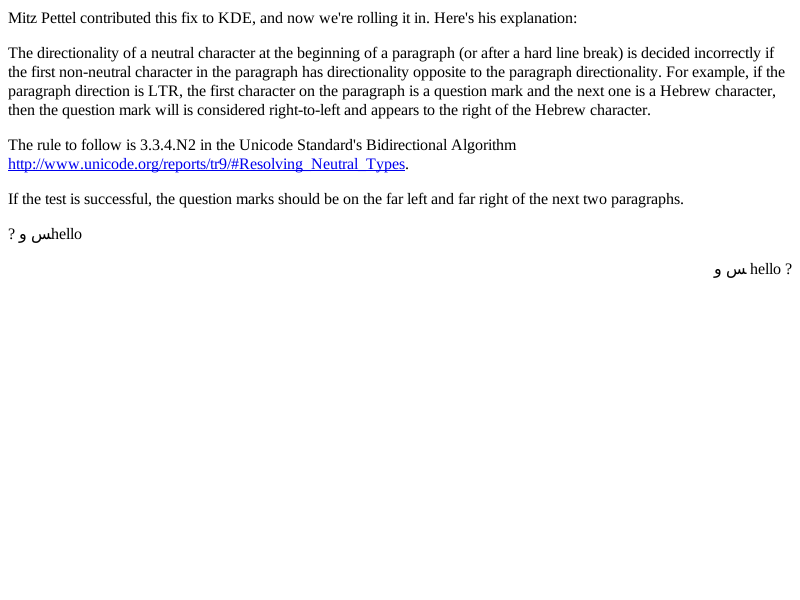 Mitz Pettel contributed this fix to KDE, and now we're rolling it in. Here's his explanation:
The directionality of a neutral character at the beginning of a paragraph (or after a hard line break) is decided incorrectly if
the first non-neutral character in the paragraph has directionality opposite to the paragraph directionality. For example, if the
paragraph direction is LTR, the first character on the paragraph is a question mark and the next one is a Hebrew character,
then the question mark will is considered right-to-left and appears to the right of the Hebrew character.
The rule to follow is 3.3.4.N2 in the Unicode Standard's Bidirectional Algorithm
http://www.unicode.org/reports/tr9/#Resolving_Neutral_Types.
If the test is successful, the question marks should be on the far left and far right of the next two paragraphs.
? س وhello
? hello س و